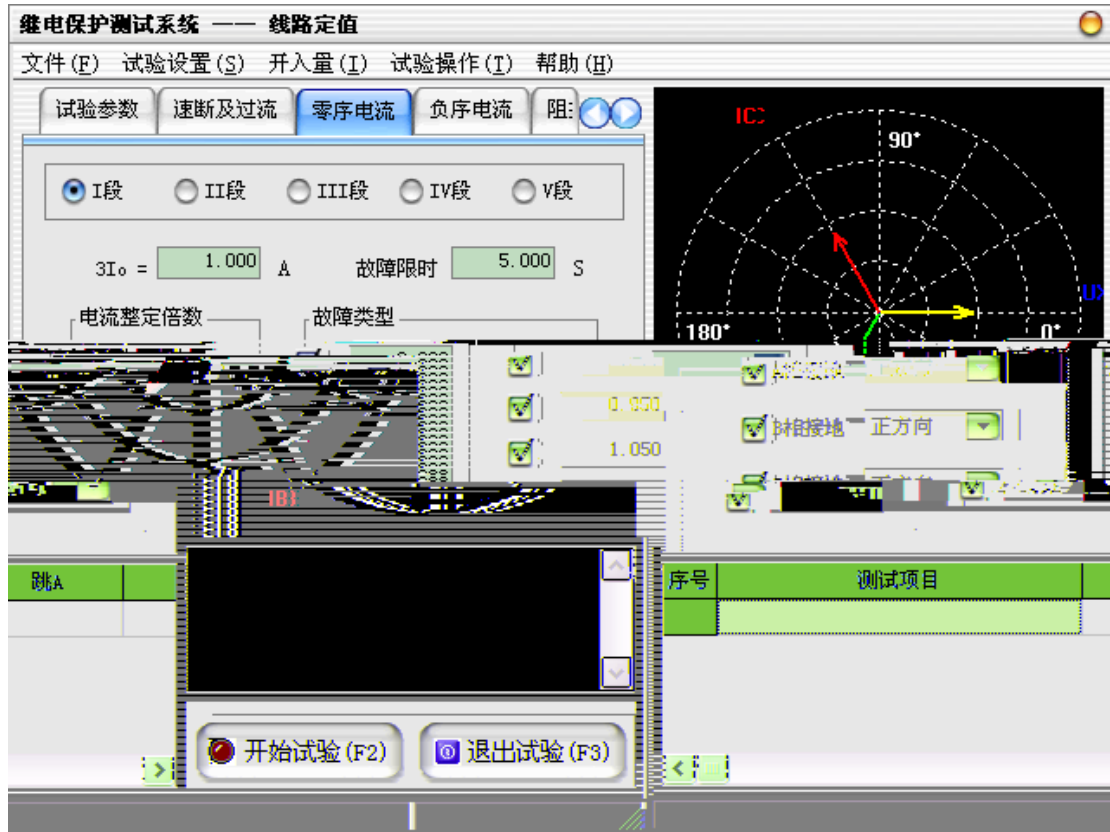 继电保护测试系统 —— 线路定值
文件(F) 试验设置(S) 开入量(I) 试验操作(T) 帮助(H)
试验参数 速断及过流 零序电流 负序电流
I段 II段 III段 IV段 V段
3I₀ = 1.000 A 故障限时 5.000 S
电流整定倍数 故障类型
90°
180° 0°
0.950 B相接地 正方向
1.050
跳A 序号 测试项目
开始试验(F2) 退出试验(F3)